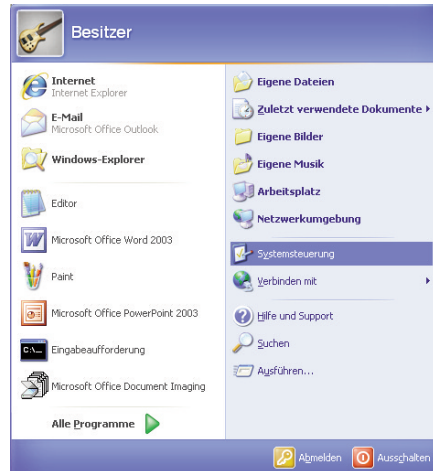 Besitzer
Internet
Internet Explorer
E-Mail
Microsoft Office Outlook
Windows-Explorer
Editor
Microsoft Office Word 2003
Paint
Microsoft Office PowerPoint 2003
Eingabeaufforderung
Microsoft Office Document Imaging
Alle Programme
Eigene Dateien
Zuletzt verwendete Dokumente
Eigene Bilder
Eigene Musik
Arbeitsplatz
Netzwerkumgebung
Systemsteuerung
Verbinden mit
Hilfe und Support
Suchen
Ausführen...
Abmelden
Ausschalten